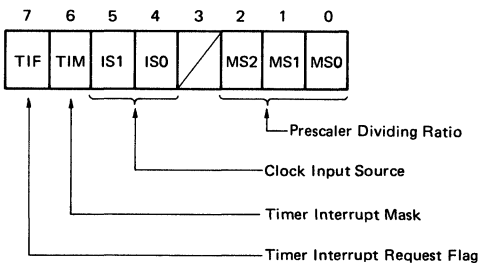 7 6 5 4 3 2 1 0
TIF TIM IS1 IS0 MS2 MS1 MS0
Prescaler Dividing Ratio
Clock Input Source
Timer Interrupt Mask
Timer Interrupt Request Flag